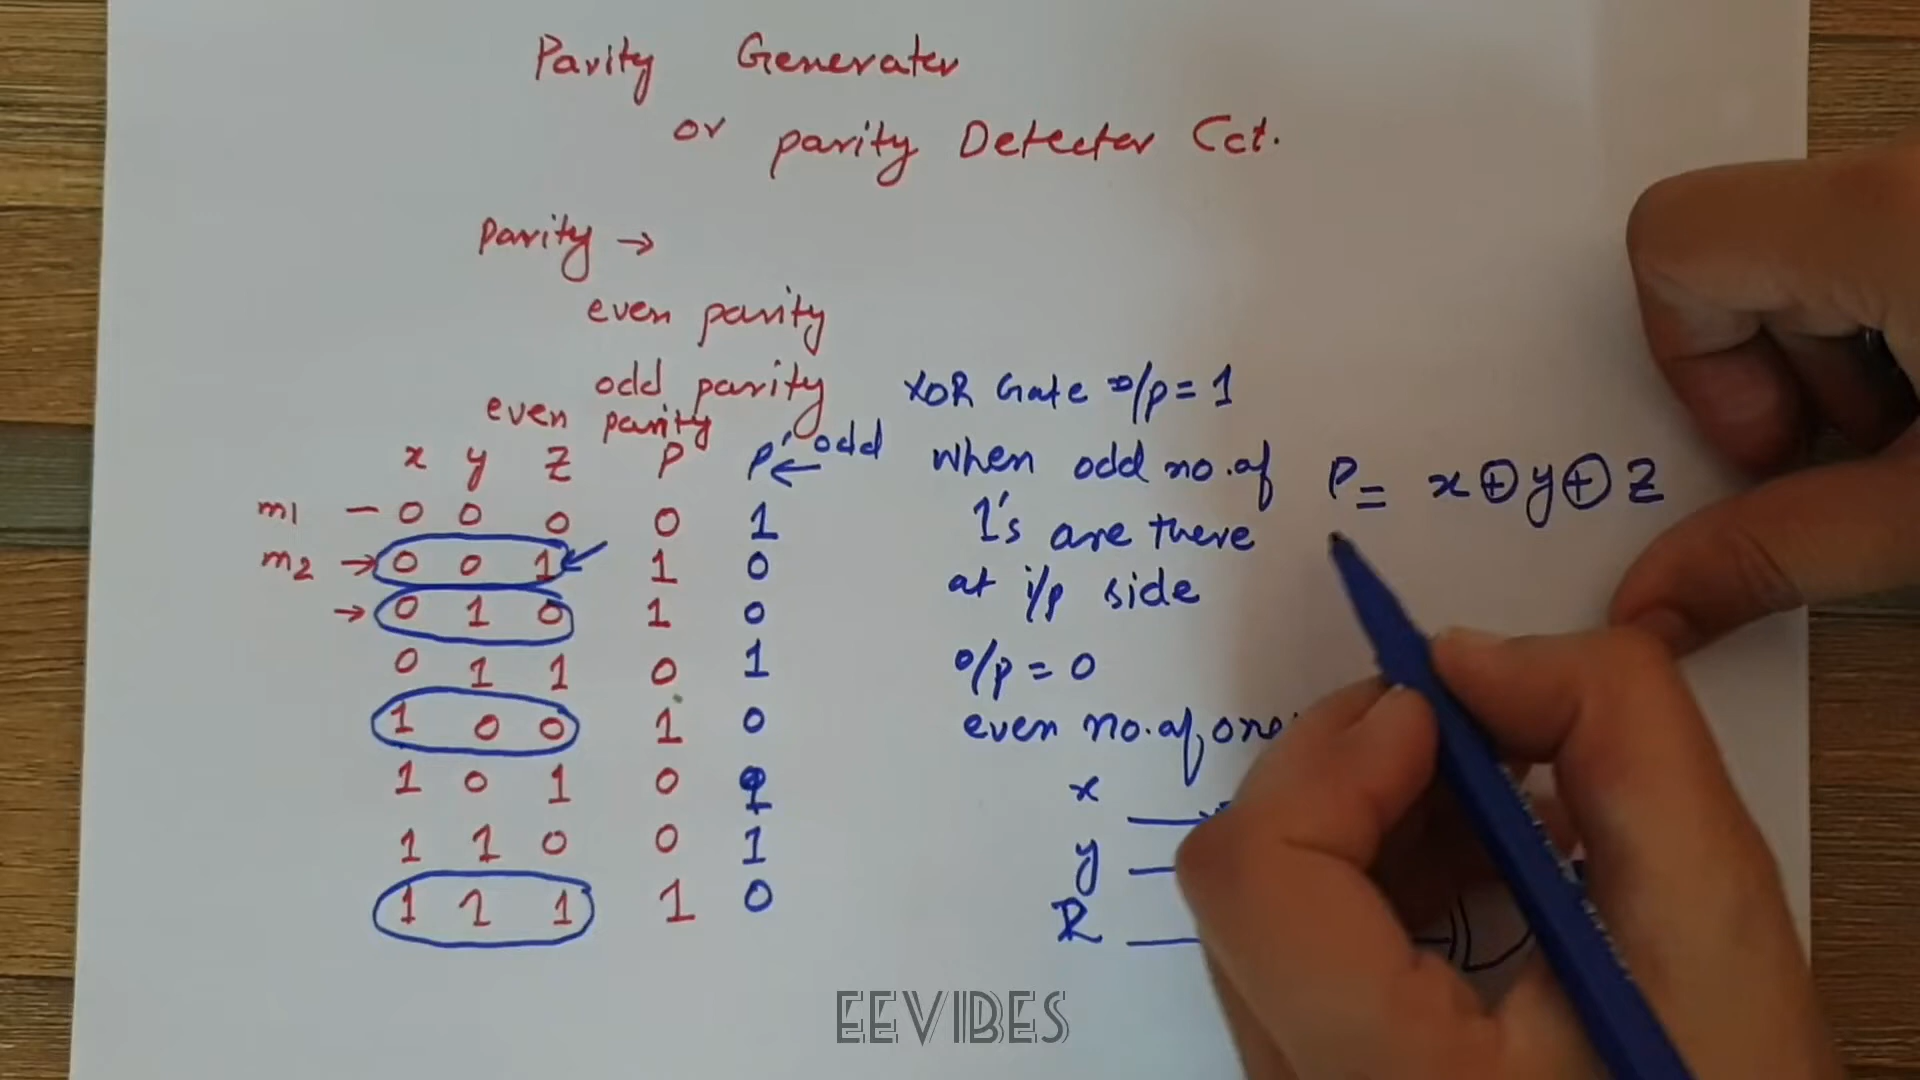 Parity Generater
or parity Detecter Cct.
Parity →
even parity
odd parity
even parity
x y z P P' ← odd
m1 – 0 0 0 0 1
m2 → 0 0 1 1 0
→ 0 1 0 1 0
0 1 1 0 1
1 0 0 1 0
1 0 1 0 1
1 1 0 0 1
1 1 1 1 0
XOR Gate o/p = 1
when odd no. of
1's are there
at i/p side
o/p = 0
even no. of one
P = x ⊕ y ⊕ z
x
y
EEVIBES